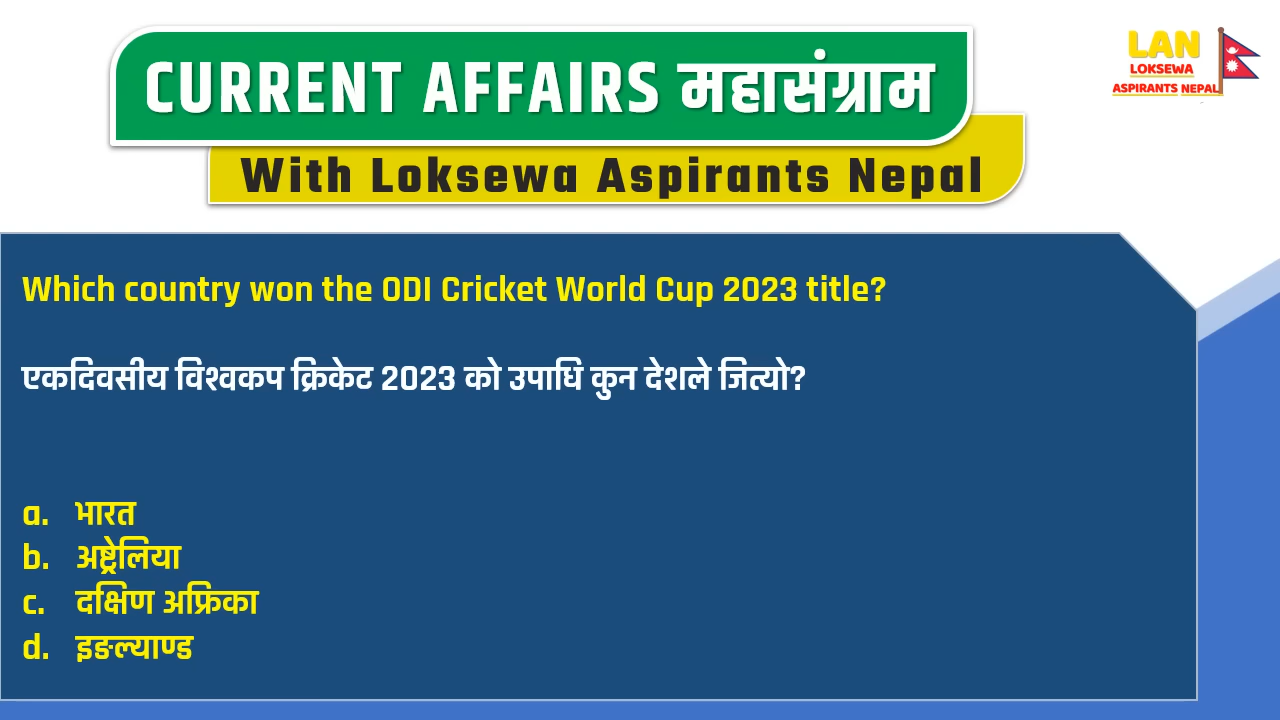 CURRENT AFFAIRS महासंग्राम
With Loksewa Aspirants Nepal
LAN
LOKSEWA
ASPIRANTS NEPAL
Which country won the ODI Cricket World Cup 2023 title?
एकदिवसीय विश्वकप क्रिकेट 2023 को उपाधि कुन देशले जित्यो?
a. भारत
b. अष्ट्रेलिया
c. दक्षिण अफ्रिका
d. इङल्याण्ड